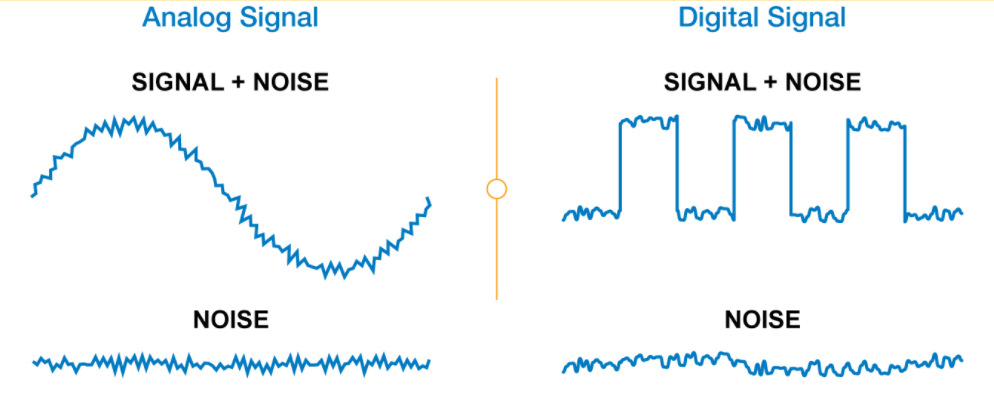 Analog Signal
Digital Signal
SIGNAL + NOISE
SIGNAL + NOISE
NOISE
NOISE